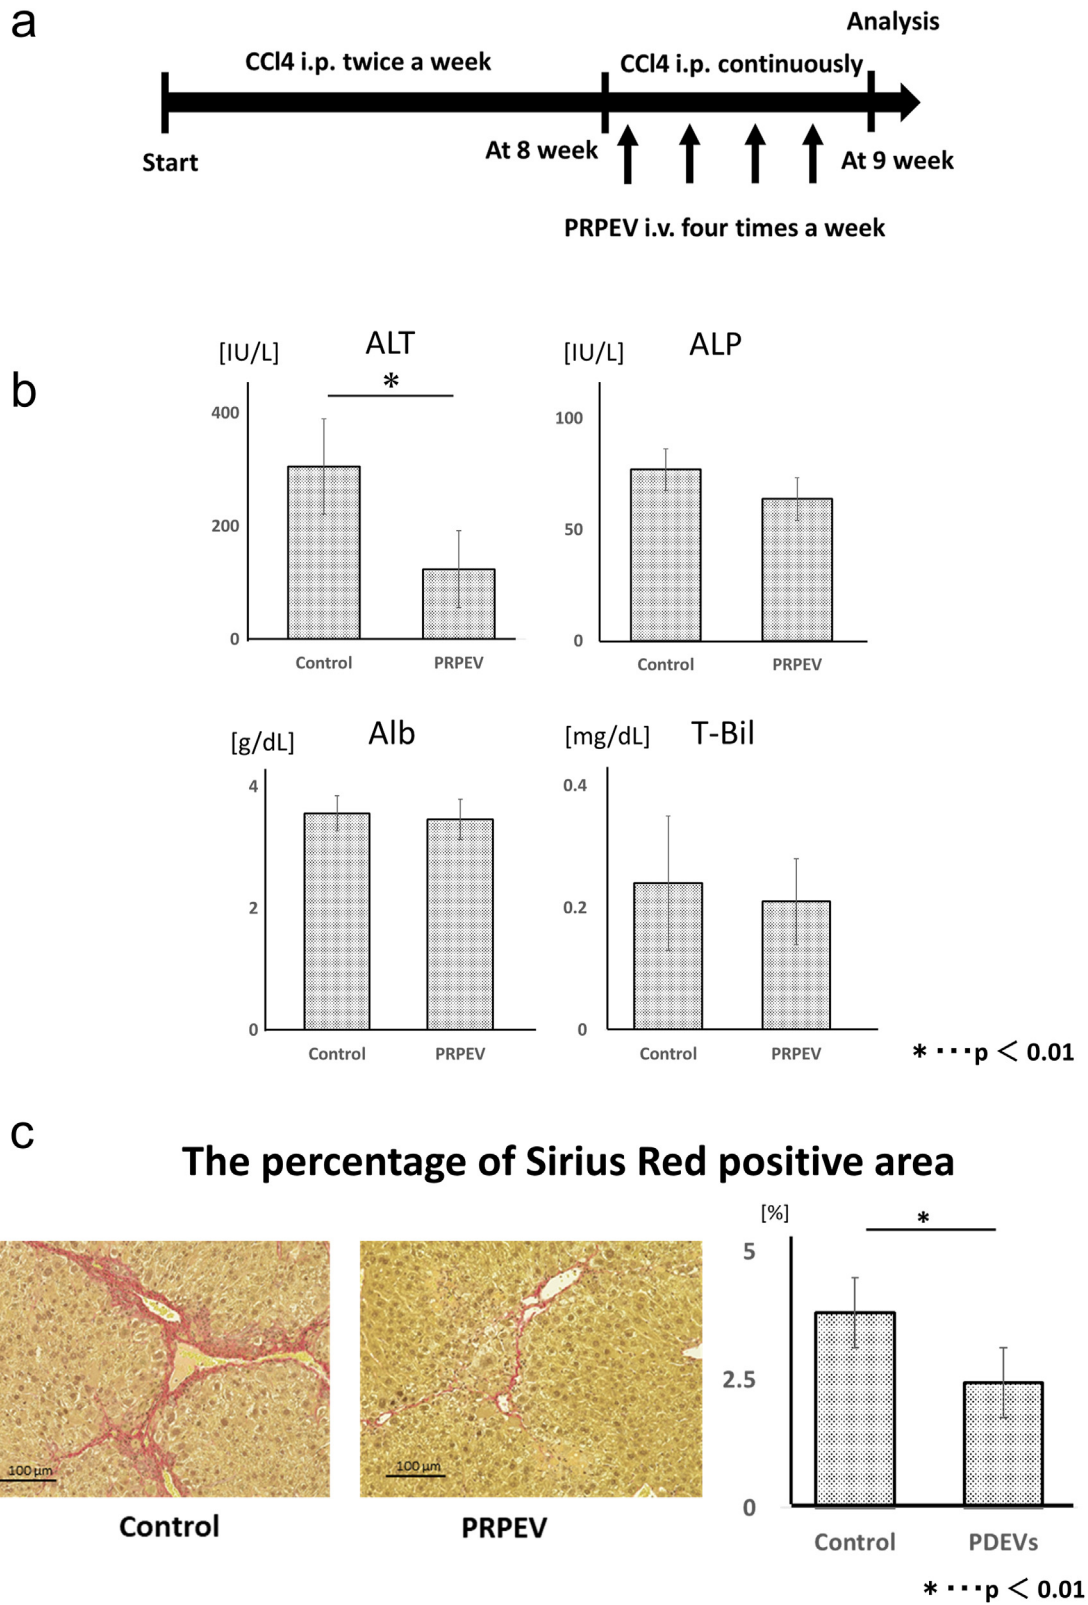 a
Analysis
CCl4 i.p. twice a week
CCl4 i.p. continuously
Start
At 8 week
At 9 week
PRPEV i.v. four times a week
b
[IU/L]
ALT
*
400
200
0
Control
PRPEV
[IU/L]
ALP
100
50
0
Control
PRPEV
[g/dL]
Alb
4
2
0
Control
PRPEV
[mg/dL]
T-Bil
0.4
0.2
0
Control
PRPEV
* ･･･p < 0.01
c
The percentage of Sirius Red positive area
100 µm
Control
100 µm
PRPEV
[%]
*
5
2.5
0
Control
PDEVs
* ･･･p < 0.01